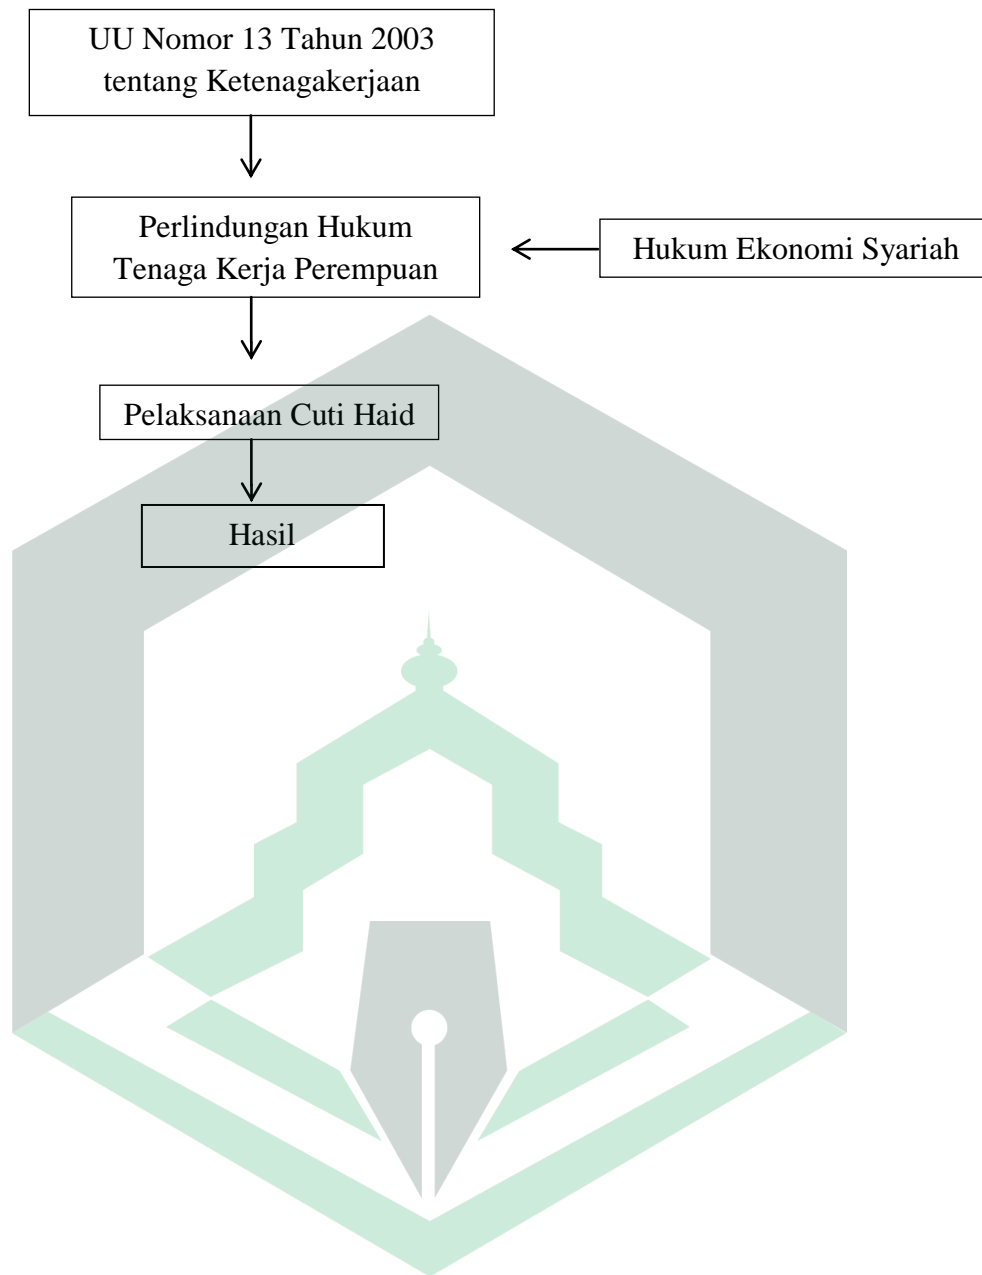 UU Nomor 13 Tahun 2003
tentang Ketenagakerjaan
Perlindungan Hukum
Tenaga Kerja Perempuan
Hukum Ekonomi Syariah
Pelaksanaan Cuti Haid
Hasil